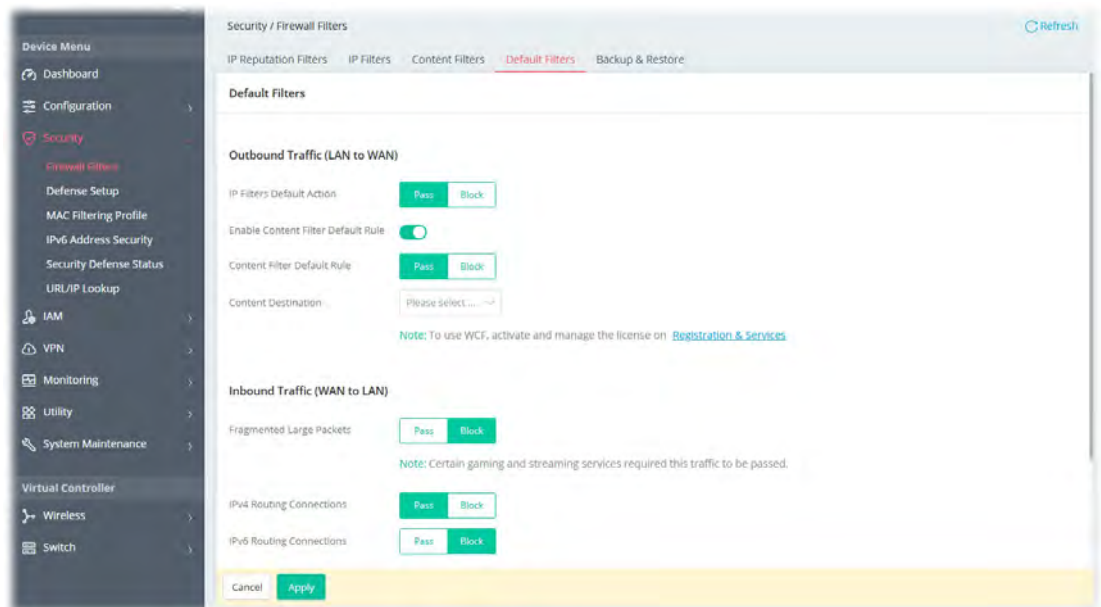 Security / Firewall Filters
Refresh
Device Menu
IP Reputation Filters IP Filters Content Filters Default Filters Backup & Restore
Dashboard
Default Filters
Configuration
Security
Firewall Filters
Defense Setup
MAC Filtering Profile
IPv6 Address Security
Security Defense Status
URL/IP Lookup
IAM
VPN
Monitoring
Utility
System Maintenance
Virtual Controller
Wireless
Switch
Outbound Traffic (LAN to WAN)
IP Filters Default Action Pass Block
Enable Content Filter Default Rule
Content Filter Default Rule Pass Block
Content Destination Please select ....
Note: To use WCF, activate and manage the license on Registration & Services
Inbound Traffic (WAN to LAN)
Fragmented Large Packets Pass Block
Note: Certain gaming and streaming services required this traffic to be passed.
IPv4 Routing Connections Pass Block
IPv6 Routing Connections Pass Block
Cancel Apply